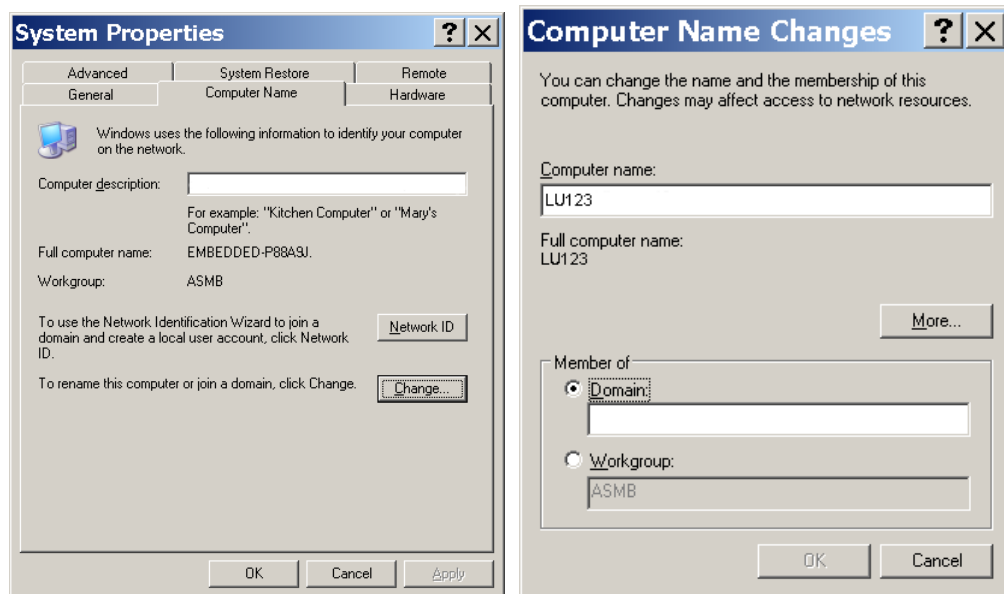 System Properties
Advanced System Restore Remote
General Computer Name Hardware
Windows uses the following information to identify your computer
on the network.
Computer description:
For example: "Kitchen Computer" or "Mary's
Computer".
Full computer name: EMBEDDED-P88A9J.
Workgroup: ASMB
To use the Network Identification Wizard to join a
domain and create a local user account, click Network
ID.
Network ID
To rename this computer or join a domain, click Change.
Change...
OK Cancel Apply
Computer Name Changes
You can change the name and the membership of this
computer. Changes may affect access to network resources.
Computer name:
LU123
Full computer name:
LU123
More...
Member of
Domain:
Workgroup:
ASMB
OK Cancel